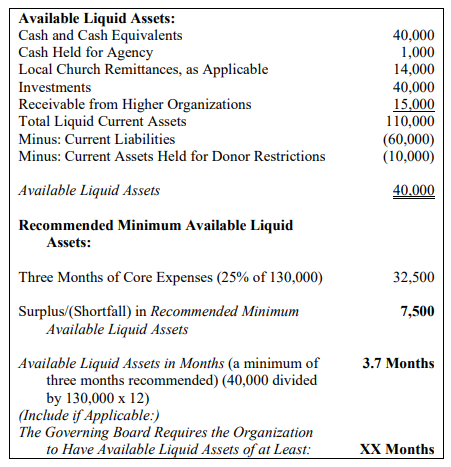 Available Liquid Assets:
Cash and Cash Equivalents 40,000
Cash Held for Agency 1,000
Local Church Remittances, as Applicable 14,000
Investments 40,000
Receivable from Higher Organizations 15,000
Total Liquid Current Assets 110,000
Minus: Current Liabilities (60,000)
Minus: Current Assets Held for Donor Restrictions (10,000)
Available Liquid Assets 40,000
Recommended Minimum Available Liquid
Assets:
Three Months of Core Expenses (25% of 130,000) 32,500
Surplus/(Shortfall) in Recommended Minimum 7,500
Available Liquid Assets
Available Liquid Assets in Months (a minimum of 3.7 Months
three months recommended) (40,000 divided
by 130,000 x 12)
(Include if Applicable:)
The Governing Board Requires the Organization
to Have Available Liquid Assets of at Least: XX Months